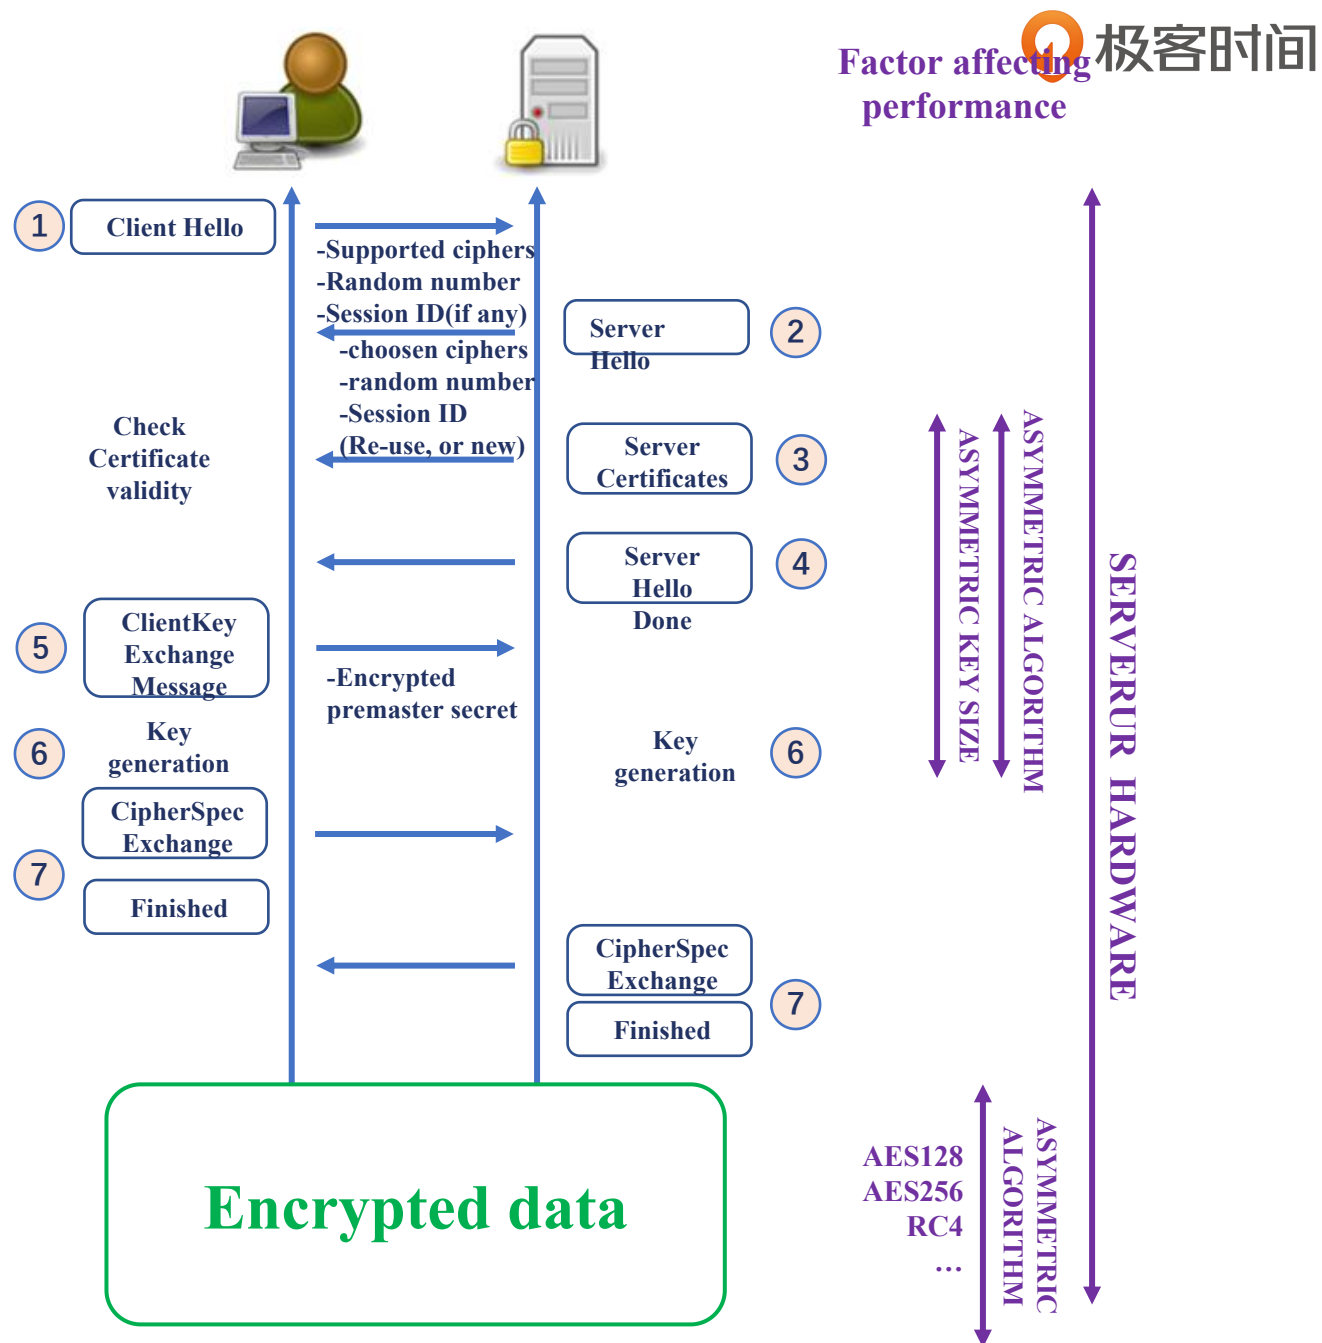 极客时间
Factor affecting
performance
1
Client Hello
-Supported ciphers
-Random number
-Session ID(if any)
Server
Hello
2
-choosen ciphers
-random number
-Session ID
(Re-use, or new)
Check
Certificate
validity
Server
Certificates
3
Server
Hello
Done
4
5
ClientKey
Exchange
Message
-Encrypted
premaster secret
6
Key
generation
Key
generation
6
CipherSpec
Exchange
7
Finished
CipherSpec
Exchange
7
Finished
ASYMMETRIC KEY SIZE
ASYMMETRIC ALGORITHM
SERVERUR HARDWARE
Encrypted data
AES128
AES256
RC4
…
ASYMMETRIC
ALGORITHM